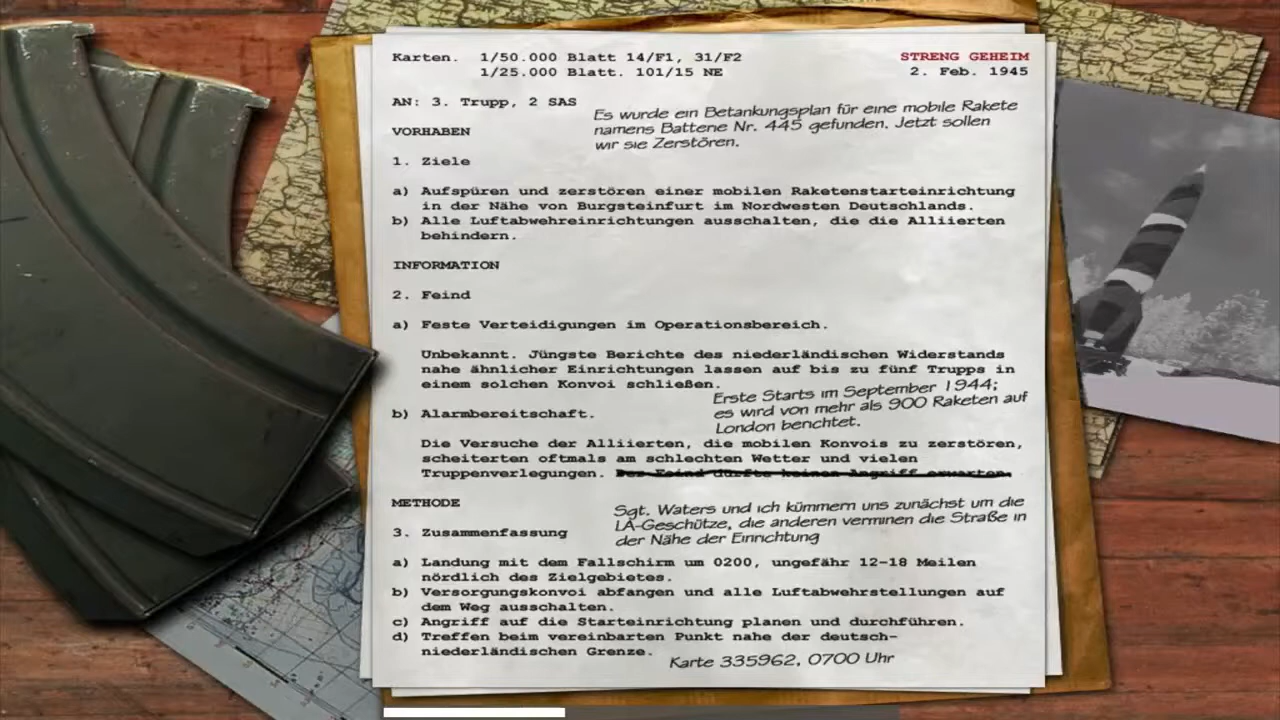 Karten. 1/50.000 Blatt 14/F1, 31/F2
STRENG GEHEIM
1/25.000 Blatt. 101/15 NE
2. Feb. 1945
AN: 3. Trupp, 2 SAS
Es wurde ein Betankungsplan für eine mobile Rakete
namens Batterie Nr. 445 gefunden. Jetzt sollen
wir sie Zerstören.
VORHABEN
1. Ziele
a) Aufspüren und zerstören einer mobilen Raketenstarteinrichtung
in der Nähe von Burgsteinfurt im Nordwesten Deutschlands.
b) Alle Luftabwehreinrichtungen ausschalten, die die Alliierten
behindern.
INFORMATION
2. Feind
a) Feste Verteidigungen im Operationsbereich.
Unbekannt. Jüngste Berichte des niederländischen Widerstands
nahe ähnlicher Einrichtungen lassen auf bis zu fünf Trupps in
einem solchen Konvoi schließen.
Erste Starts im September 1944;
es wird von mehr als 900 Raketen auf
London berichtet.
b) Alarmbereitschaft.
Die Versuche der Alliierten, die mobilen Konvois zu zerstören,
scheiterten oftmals am schlechten Wetter und vielen
Truppenverlegungen. Der Feind dürfte keinen Angriff erwarten.
METHODE
Sgt. Waters und ich kümmern uns zunächst um die
LA-Geschütze, die anderen verminen die Straße in
der Nähe der Einrichtung
3. Zusammenfassung
a) Landung mit dem Fallschirm um 0200, ungefähr 12-18 Meilen
nördlich des Zielgebietes.
b) Versorgungskonvoi abfangen und alle Luftabwehrstellungen auf
dem Weg ausschalten.
c) Angriff auf die Starteinrichtung planen und durchführen.
d) Treffen beim vereinbarten Punkt nahe der deutsch-
niederländischen Grenze.
Karte 335962, 0700 Uhr